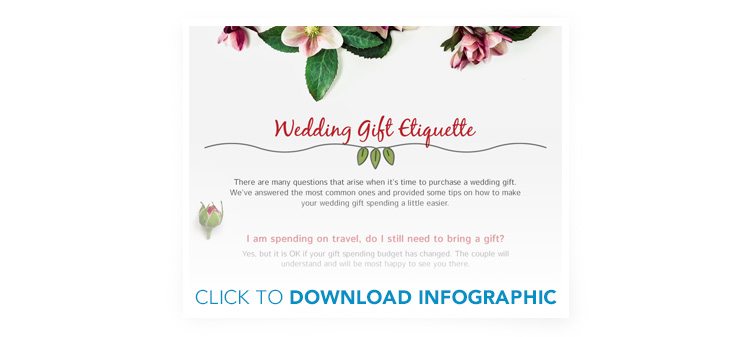 Wedding Gift Etiquette
There are many questions that arise when it's time to purchase a wedding gift.
We've answered the most common ones and provided some tips on how to make
your wedding gift spending a little easier.
I am spending on travel, do I still need to bring a gift?
Yes, but it is OK if your gift spending budget has changed. The couple will
understand and will be most happy to see you there.
CLICK TO DOWNLOAD INFOGRAPHIC